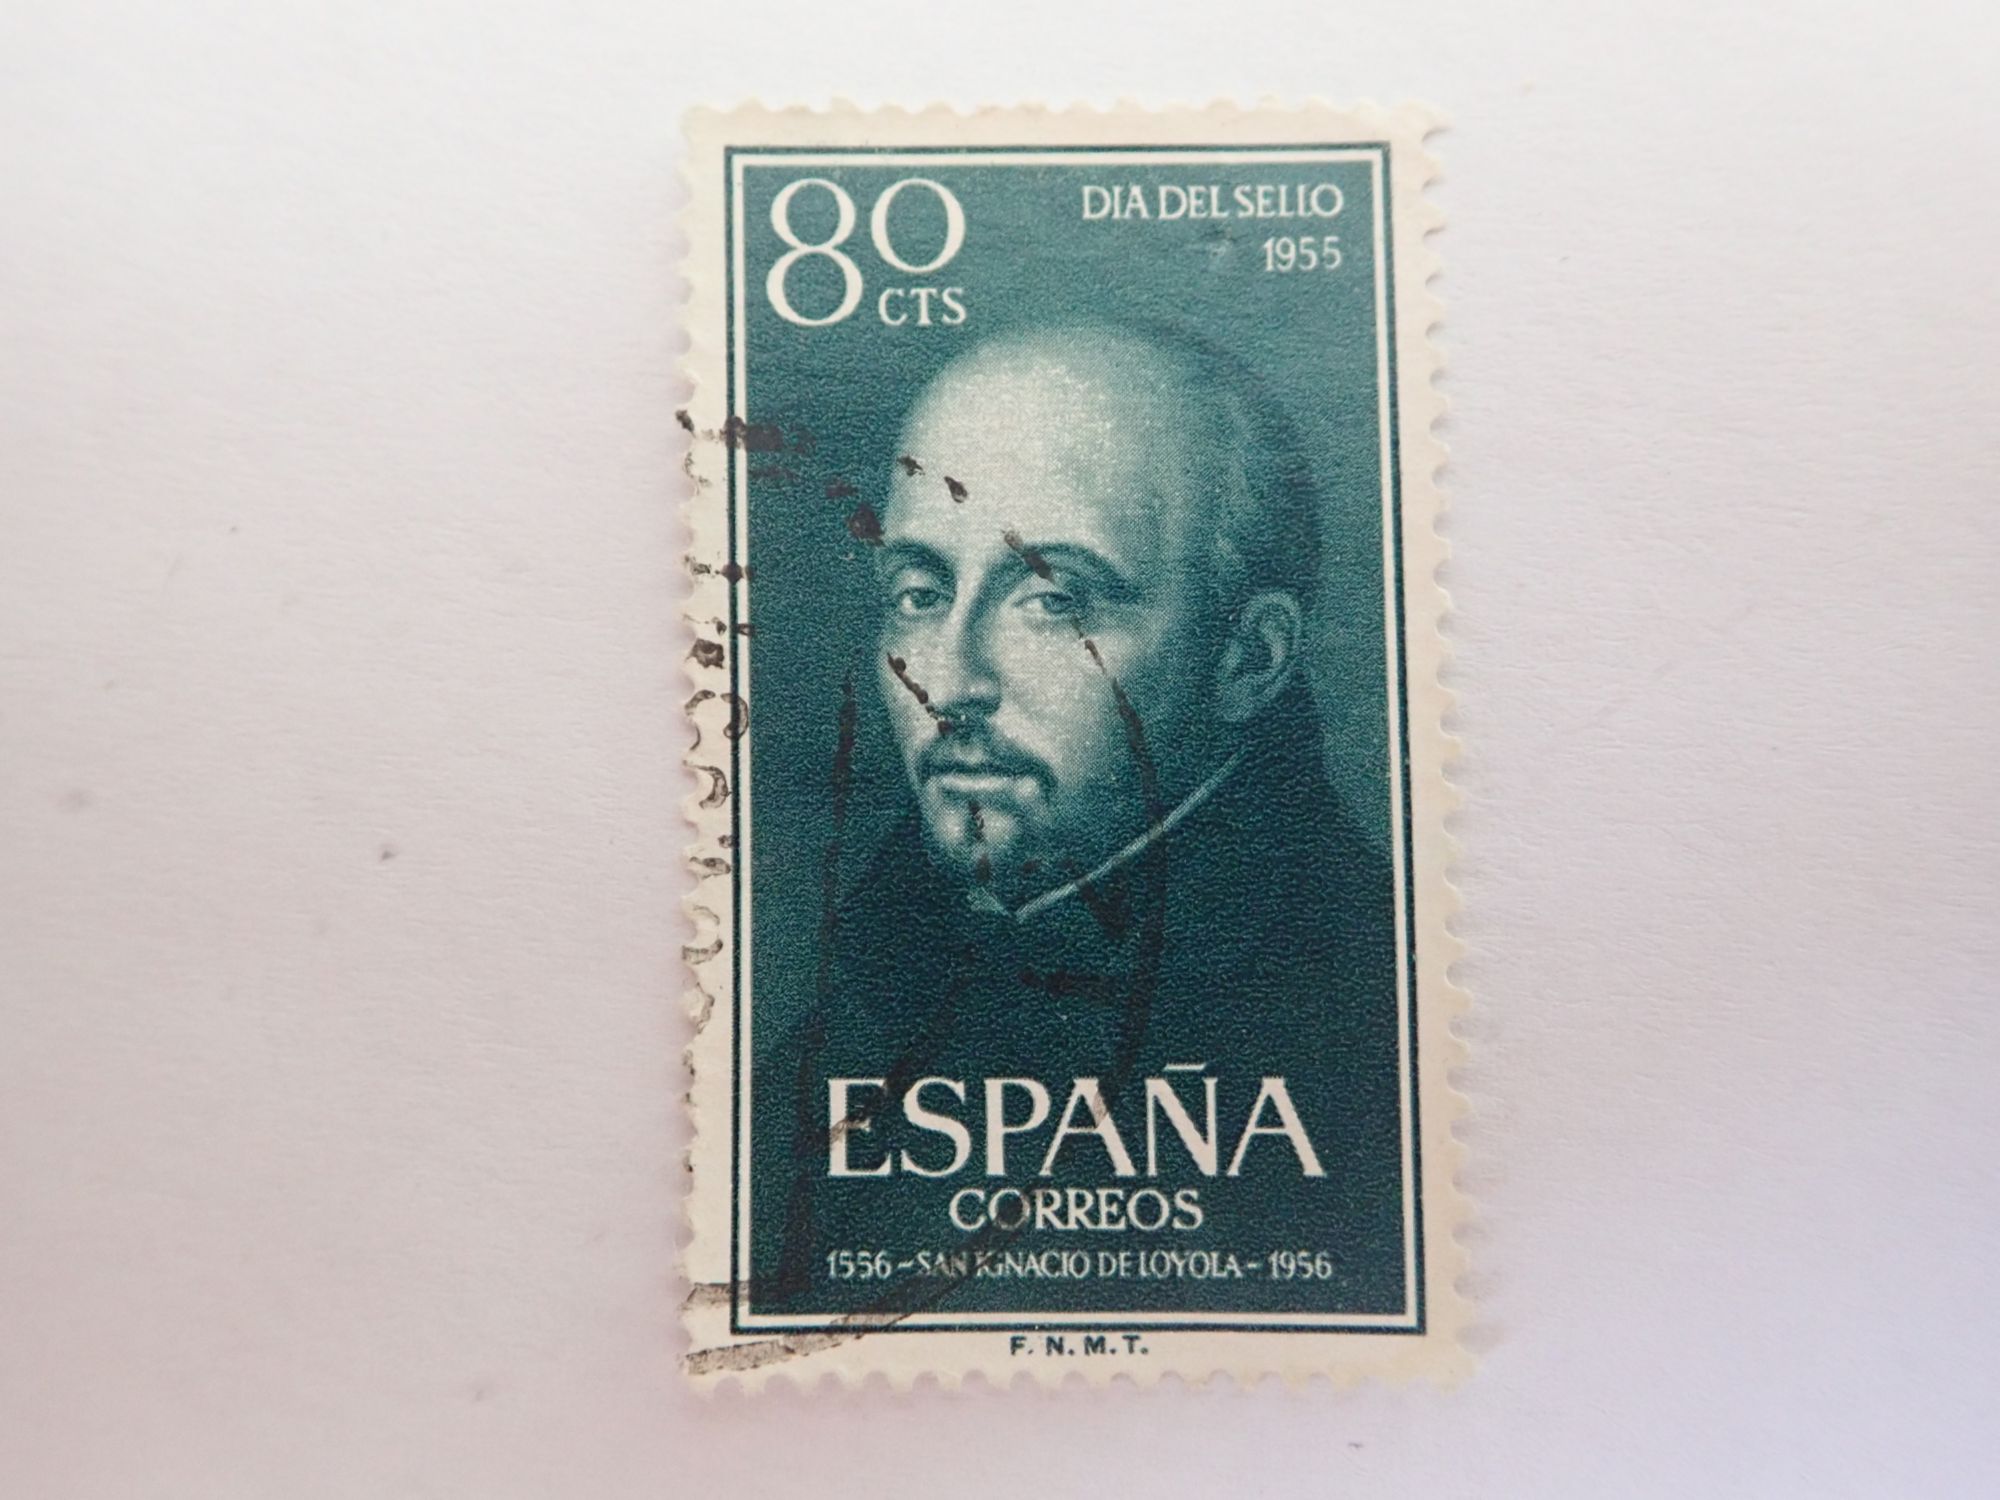 80
CTS
DIA DEL SELLO
1955
ESPAÑA
CORREOS
1556 - SAN IGNACIO DE LOYOLA - 1956
F. N. M. T.